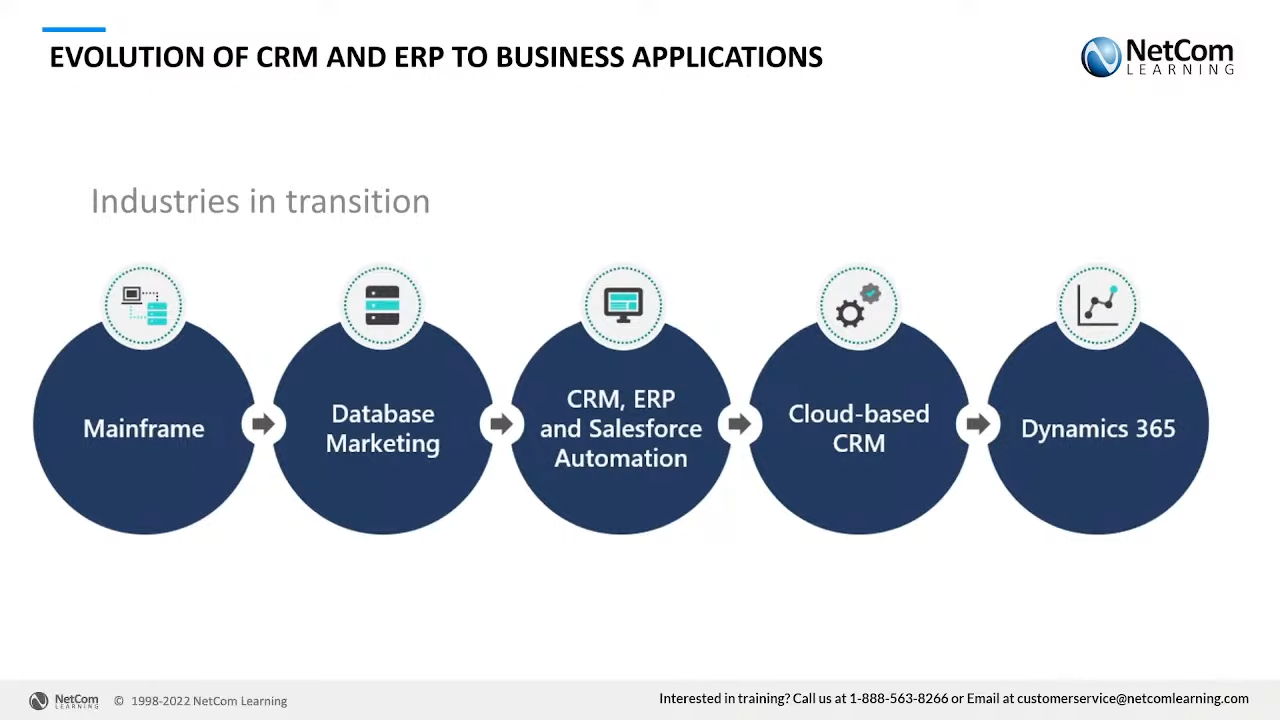 EVOLUTION OF CRM AND ERP TO BUSINESS APPLICATIONS
NetCom
LEARNING
Industries in transition
Mainframe
Database
Marketing
CRM, ERP
and Salesforce
Automation
Cloud-based
CRM
Dynamics 365
NetCom
LEARNING
© 1998-2022 NetCom Learning
Interested in training? Call us at 1-888-563-8266 or Email at customerservice@netcomlearning.com